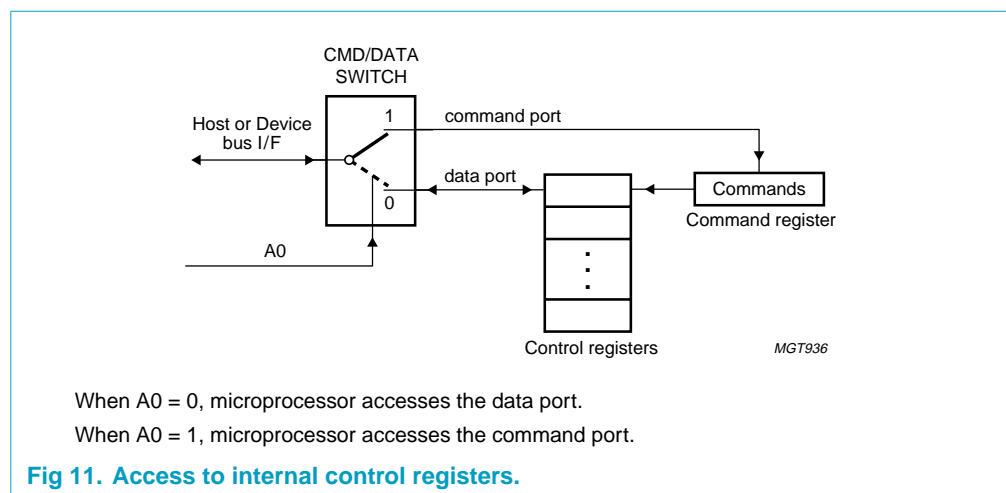 CMD/DATA
SWITCH
1
command port
Host or Device
bus I/F
data port
Commands
0
Command register
A0
Control registers
MGT936
When A0 = 0, microprocessor accesses the data port.
When A0 = 1, microprocessor accesses the command port.
Fig 11. Access to internal control registers.